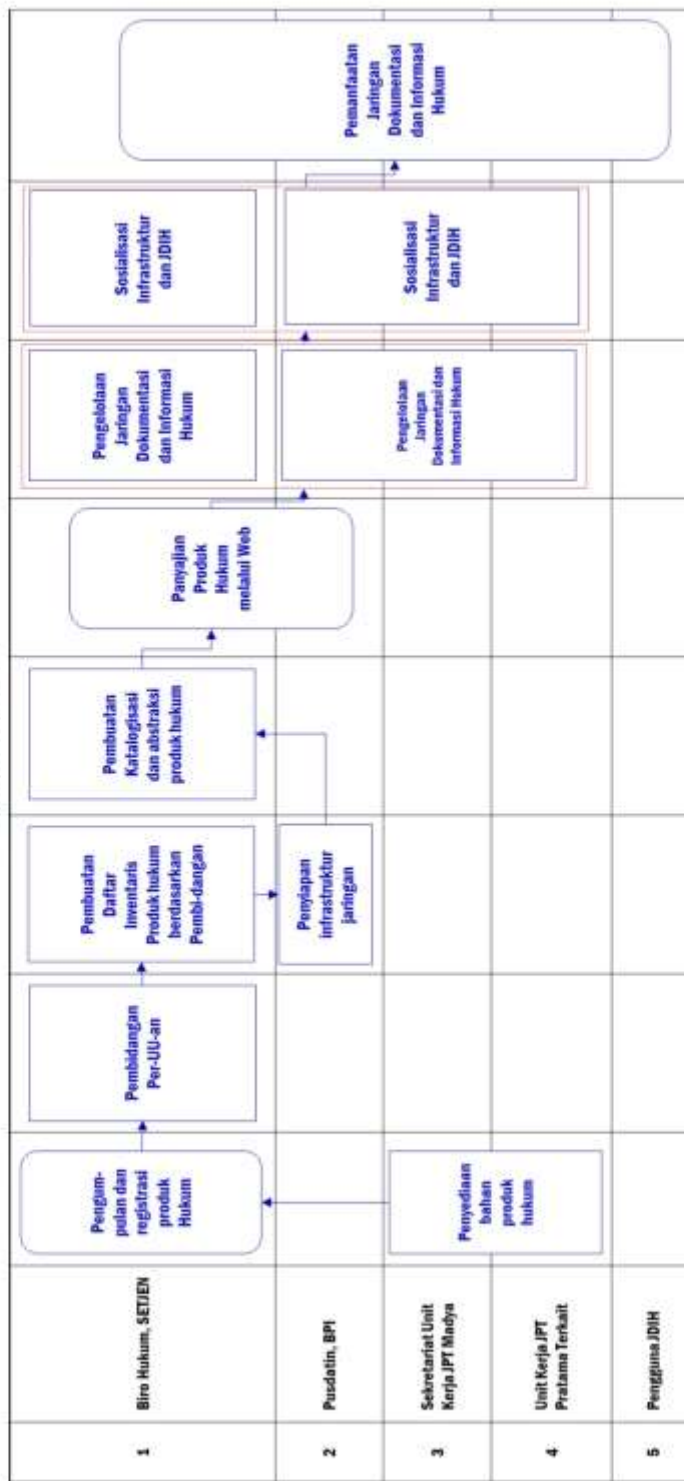 1
Biro Hukum, SETJEN
Pengum-
pulan dan
registrasi
produk
Hukum
Pembidangan
Per-UU-an
Pembuatan
Daftar
Inventaris
Produk hukum
berdasarkan
Pembi-dangan
Pembuatan
Katalogisasi
dan abstraksi
produk hukum
Panyajian
Produk
Hukum
melalui Web
Pengelolaan
Jaringan
Dokumentasi
dan Informasi
Hukum
Sosialisasi
Infrastruktur
dan JDIH
Pemanfaatan
Jaringan
Dokumentasi
dan Informasi
Hukum
2
Pusdatin, BPI
Penyiapan
infrastruktur
jaringan
Pengelolaan
Jaringan
Dokumentasi dan
Informasi Hukum
Sosialisasi
Infrastruktur
dan JDIH
3
Sekretariat Unit
Kerja JPT Madya
Penyediaan
bahan
produk
hukum
4
Unit Kerja JPT
Pratama Terkait
5
Pengguna JDIH